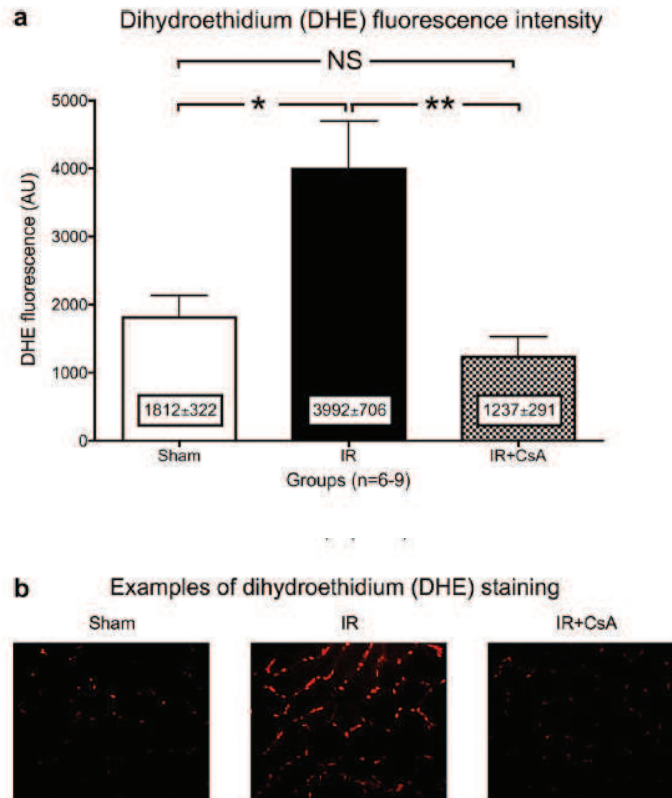 a Dihydroethidium (DHE) fluorescence intensity
NS
* **
5000
4000
3000
2000
1000
0
DHE fluorescence (AU)
1812±322 3992±706 1237±291
Sham IR IR+CsA
Groups (n=6-9)
b Examples of dihydroethidium (DHE) staining
Sham IR IR+CsA